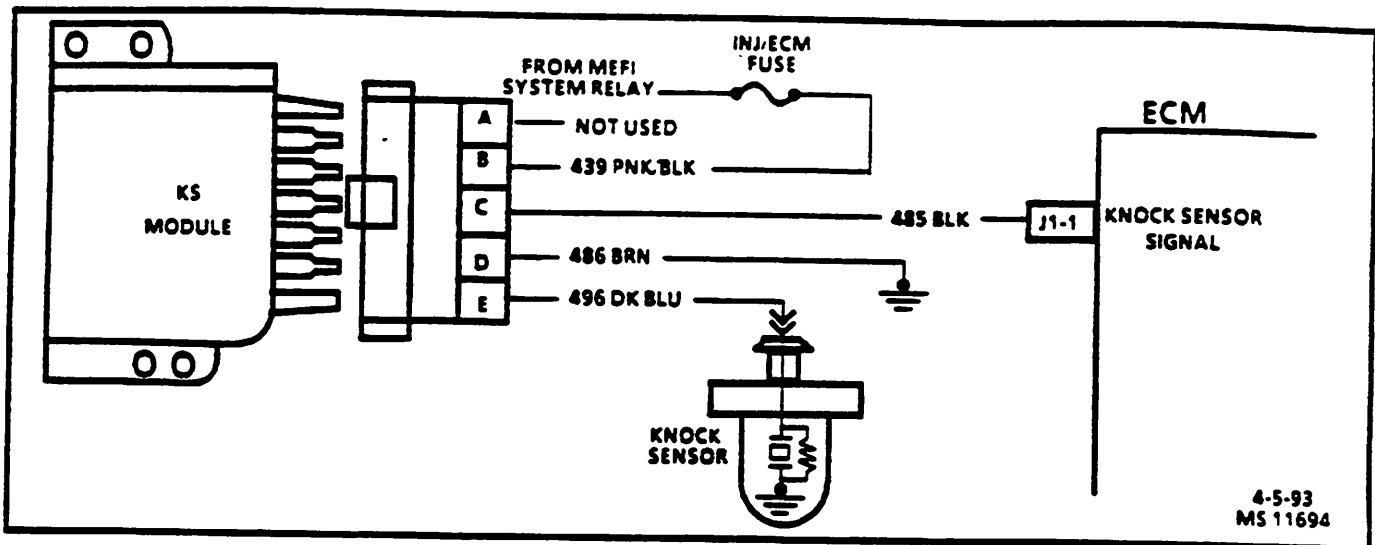 INJ/ECM
FUSE
FROM MEFI
SYSTEM RELAY
ECM
A
NOT USED
B
439 PNK/BLK
KS
MODULE
C
485 BLK
J1-1
KNOCK SENSOR
SIGNAL
D
486 BRN
E
496 DK BLU
KNOCK
SENSOR
4-5-93
MS 11694